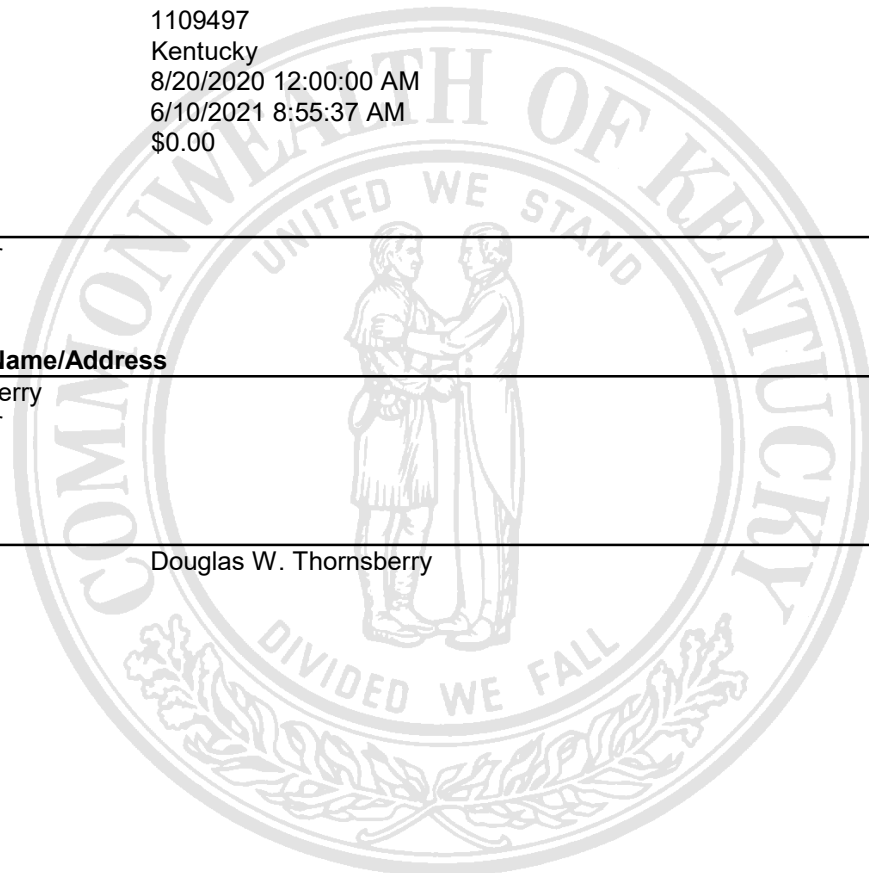 1109497
Kentucky
8/20/2020 12:00:00 AM
6/10/2021 8:55:37 AM
$0.00
COMMONWEALTH OF KENTUCKY
UNITED WE STAND
Name/Address
erry
Douglas W. Thornsberry
DIVIDED WE FALL